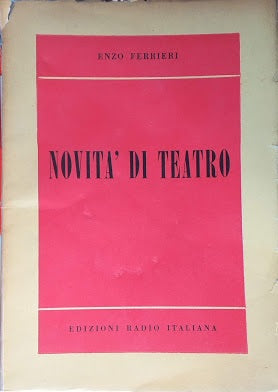 ENZO FERRIERI
NOVITA' DI TEATRO
EDIZIONI RADIO ITALIANA